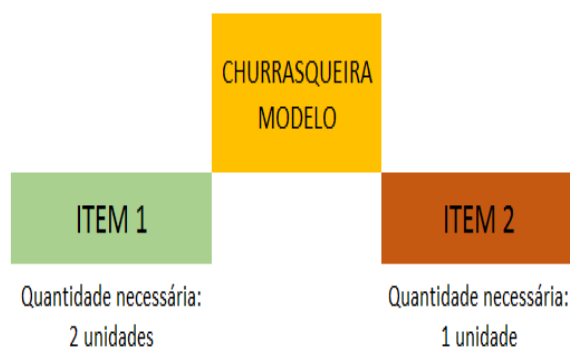 CHURRASQUEIRA
MODELO
ITEM 1
ITEM 2
Quantidade necessária:
2 unidades
Quantidade necessária:
1 unidade